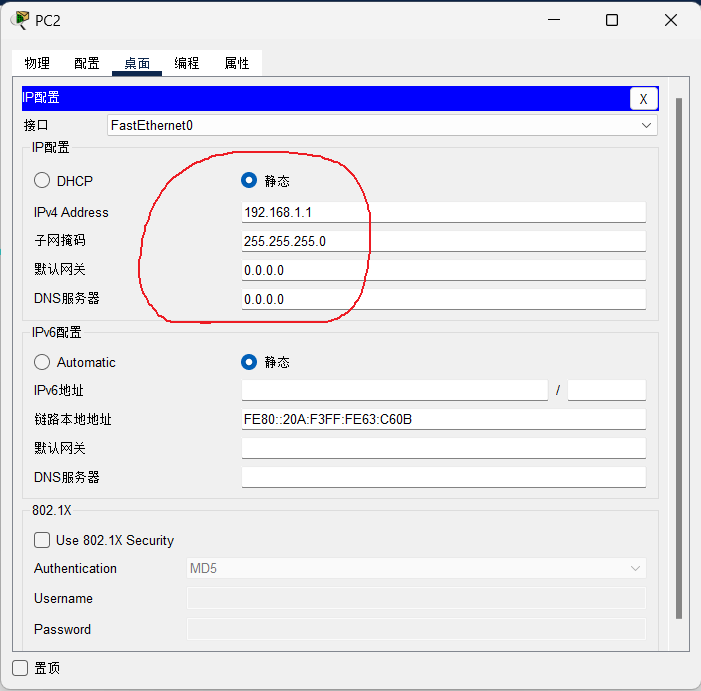 PC2
物理 配置 桌面 编程 属性
IP配置 X
接口 FastEthernet0
IP配置
DHCP 静态
IPv4 Address 192.168.1.1
子网掩码 255.255.255.0
默认网关 0.0.0.0
DNS服务器 0.0.0.0
IPv6配置
Automatic 静态
IPv6地址 /
链路本地地址 FE80::20A:F3FF:FE63:C60B
默认网关
DNS服务器
802.1X
Use 802.1X Security
Authentication MD5
Username
Password
置顶